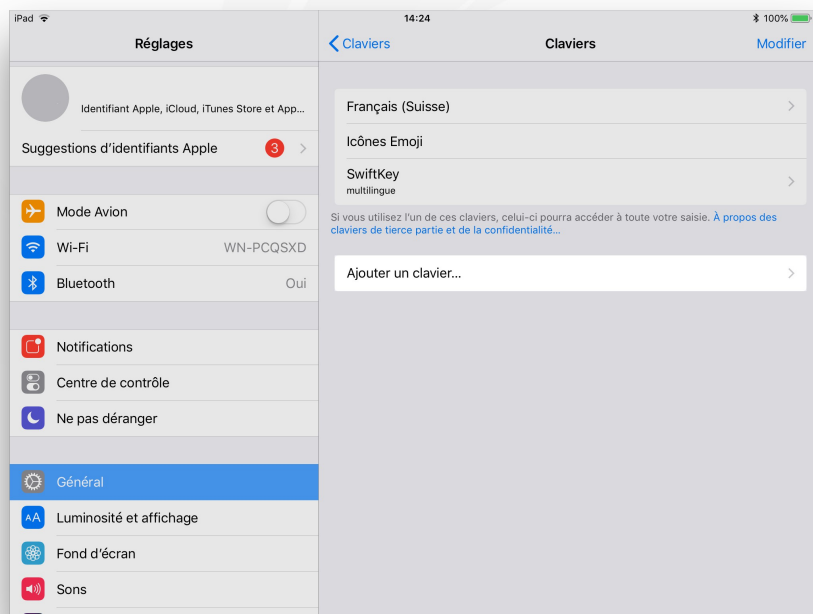 iPad
14:24
100%
Réglages
Claviers
Claviers
Modifier
Identifiant Apple, iCloud, iTunes Store et App...
Suggestions d'identifiants Apple
3
Mode Avion
Wi-Fi
WN-PCQSXD
Bluetooth
Oui
Notifications
Centre de contrôle
Ne pas déranger
Général
AA
Luminosité et affichage
Fond d'écran
Sons
Français (Suisse)
Icônes Emoji
SwiftKey
multilingue
Si vous utilisez l'un de ces claviers, celui-ci pourra accéder à toute votre saisie. À propos des
claviers de tierce partie et de la confidentialité...
Ajouter un clavier...